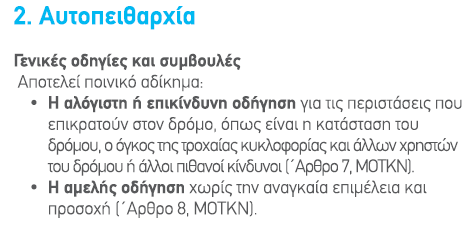 2. Αυτοπειθαρχία
Γενικές οδηγίες και συμβουλές
Αποτελεί ποινικό αδίκημα:
• Η αλόγιστη ή επικίνδυνη οδήγηση για τις περιστάσεις που
επικρατούν στον δρόμο, όπως είναι η κατάσταση του
δρόμου, ο όγκος της τροχαίας κυκλοφορίας και άλλων χρηστών
του δρόμου ή άλλοι πιθανοί κίνδυνοι (΄Αρθρο 7, ΜΟΤΚΝ).
• Η αμελής οδήγηση χωρίς την αναγκαία επιμέλεια και
προσοχή (΄Αρθρο 8, ΜΟΤΚΝ).